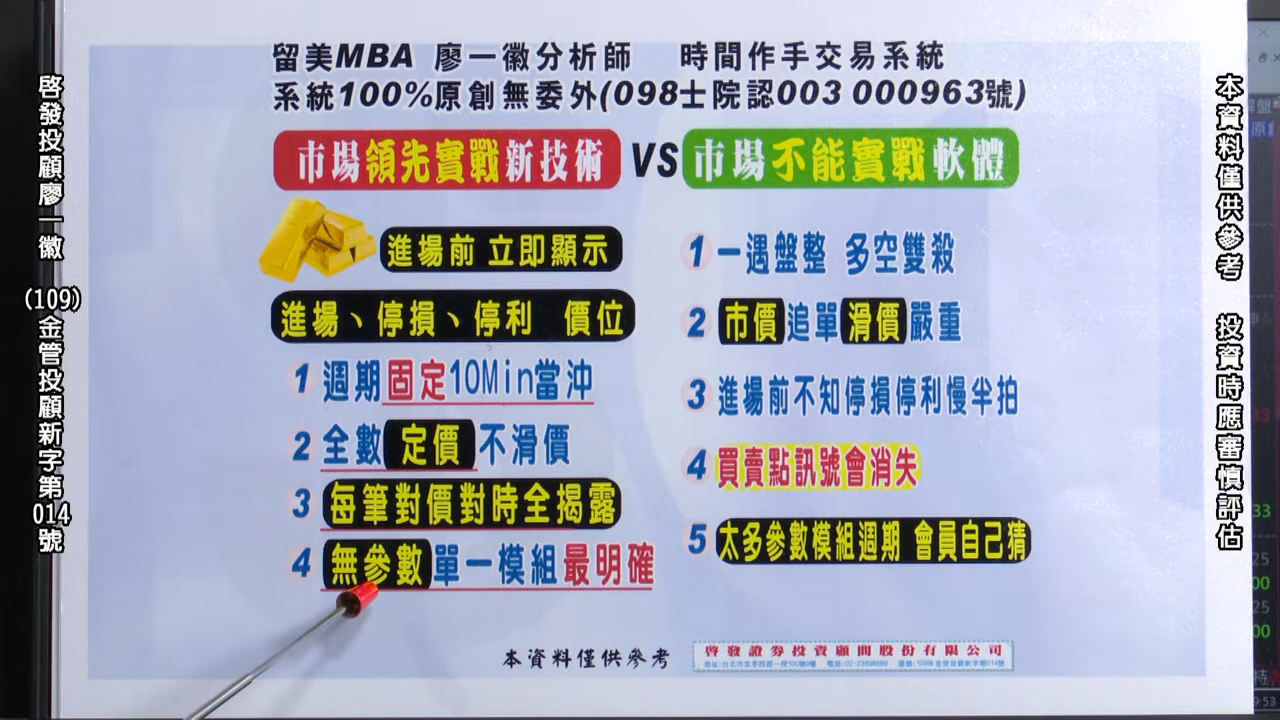 啓發投顧廖一徽 (109)金管投顧新字第014號
留美MBA 廖一徽分析師 時間作手交易系統
系統100%原創無委外(098士院認003 000963號)
市場領先實戰新技術 VS 市場不能實戰軟體
進場前 立即顯示
進場、停損、停利 價位
1 週期固定10Min當沖
2 全數定價不滑價
3 每筆對價對時全揭露
4 無參數單一模組最明確
1 一遇盤整 多空雙殺
2 市價追單滑價嚴重
3 進場前不知停損停利慢半拍
4 買賣點訊號會消失
5 太多參數模組週期 會員自己猜
本資料僅供參考
啓發證券投資顧問股份有限公司
本資料僅供參考 投資時應審慎評估
33
25
00
25
00